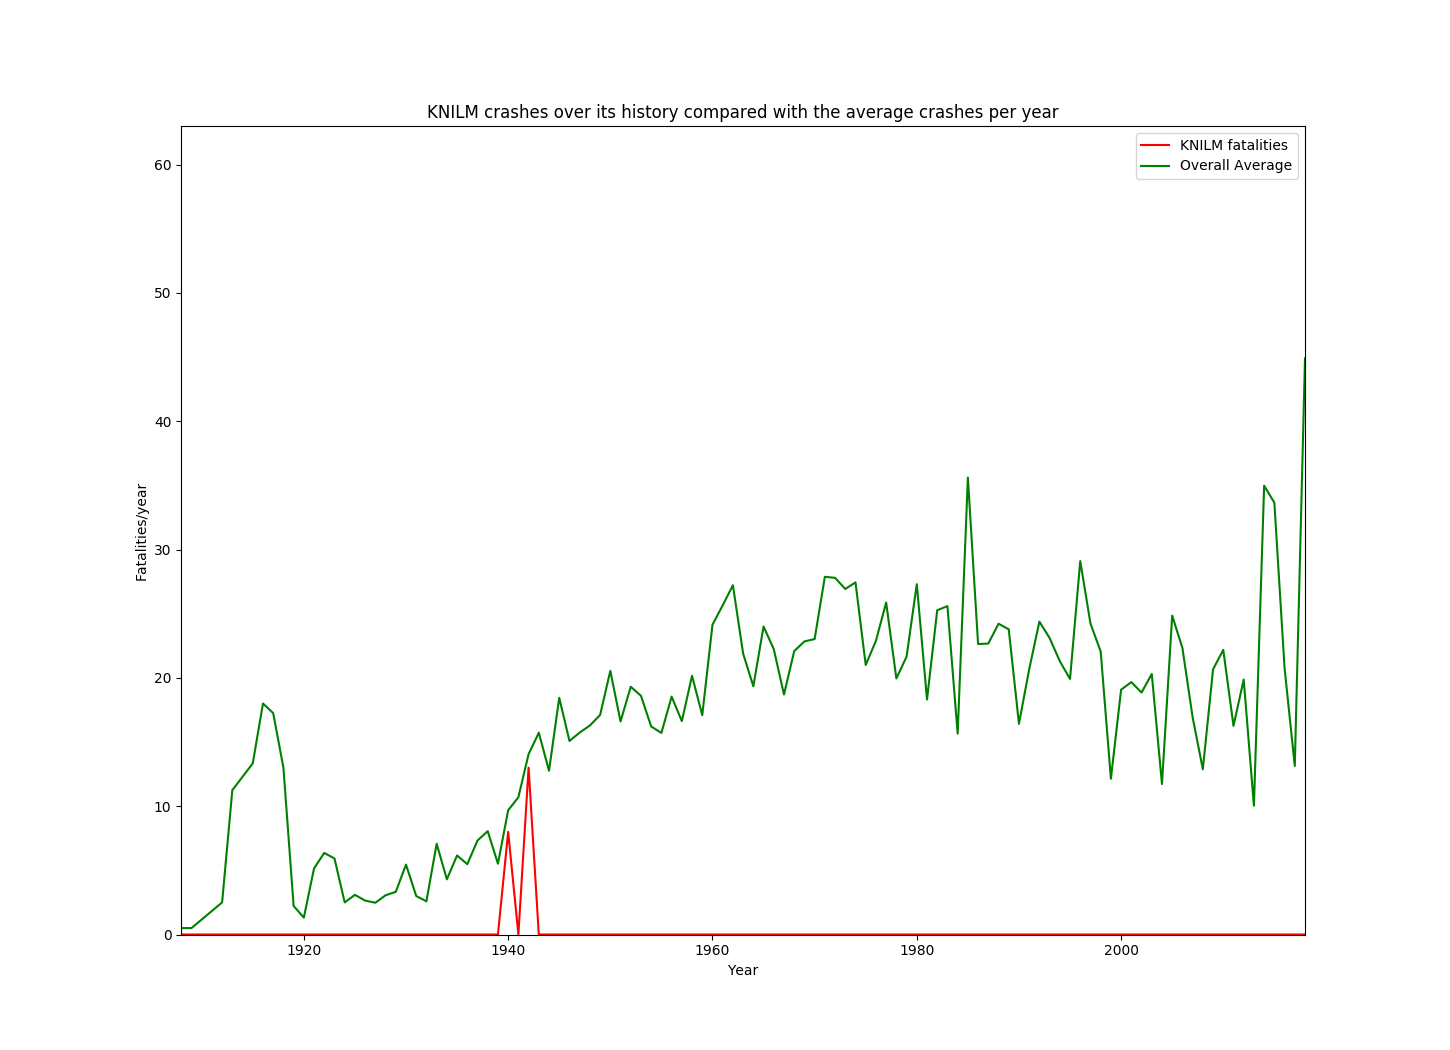 KNILM crashes over its history compared with the average crashes per year
KNILM fatalities
Overall Average
60
50
40
30
20
10
0
Fatalities/year
1920 1940 1960 1980 2000
Year